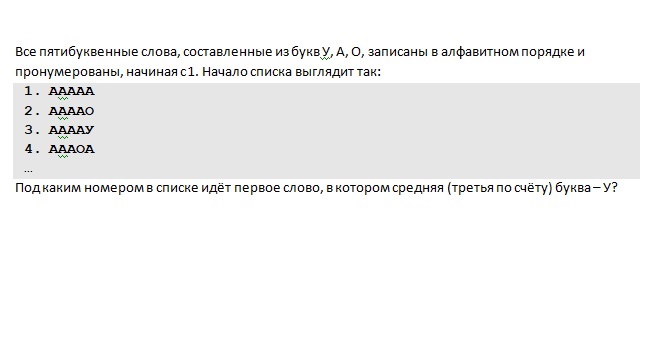 Все пятибуквенные слова, составленные из букв У, А, О, записаны в алфавитном порядке и
пронумерованы, начиная с 1. Начало списка выглядит так:
1. ААААА
2. ААААО
3. ААААУ
4. АААОА
...
Под каким номером в списке идёт первое слово, в котором средняя (третья по счёту) буква – У?